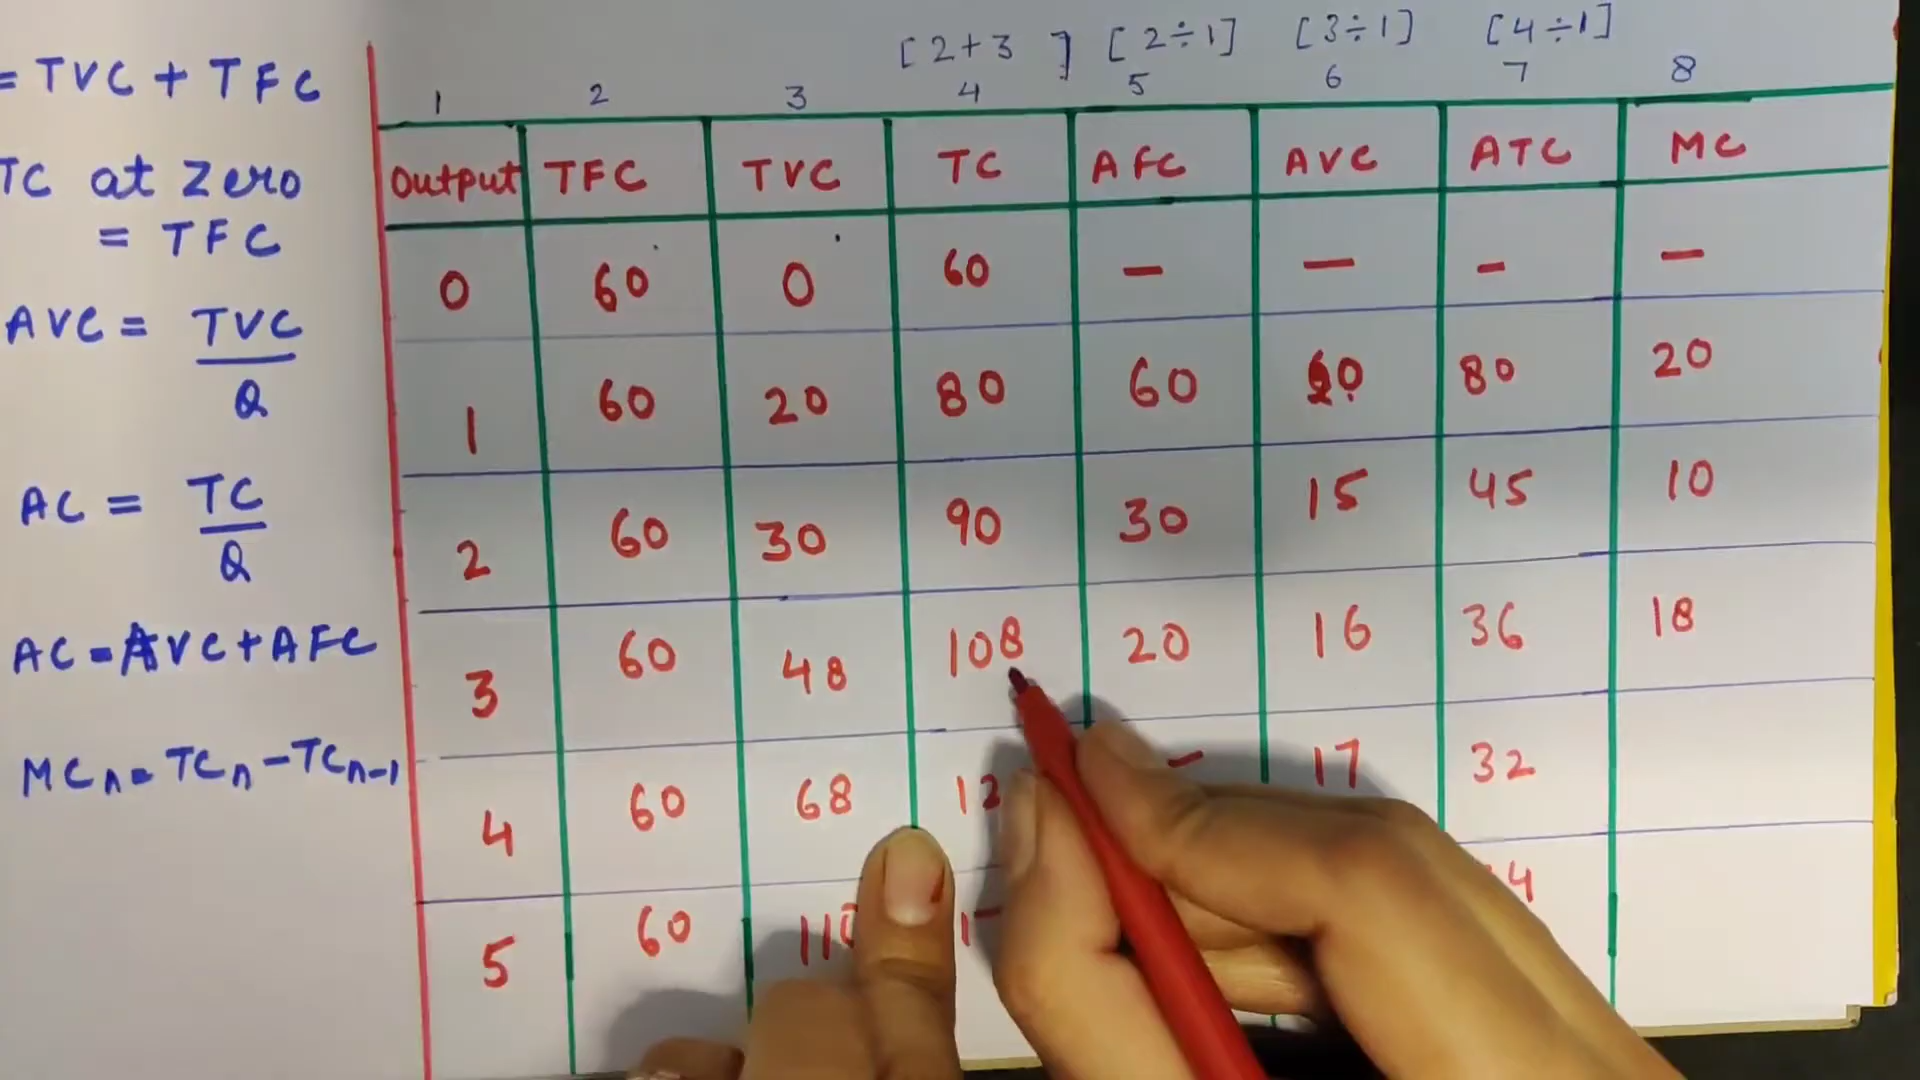 = TVC + TFC
TC at Zero
= TFC
AVC = TVC
Q
AC = TC
Q
AC = AVC + AFC
MCn = TCn - TCn-1
[2+3] [2÷1] [3÷1] [4÷1]
1 2 3 4 5 6 7 8
Output TFC TVC TC AFC AVC ATC MC
0 60 0 60 — — - —
1 60 20 80 60 80 20
2 60 30 90 30 15 45 10
3 60 48 108 20 16 36 18
4 60 68 17 32
5 60